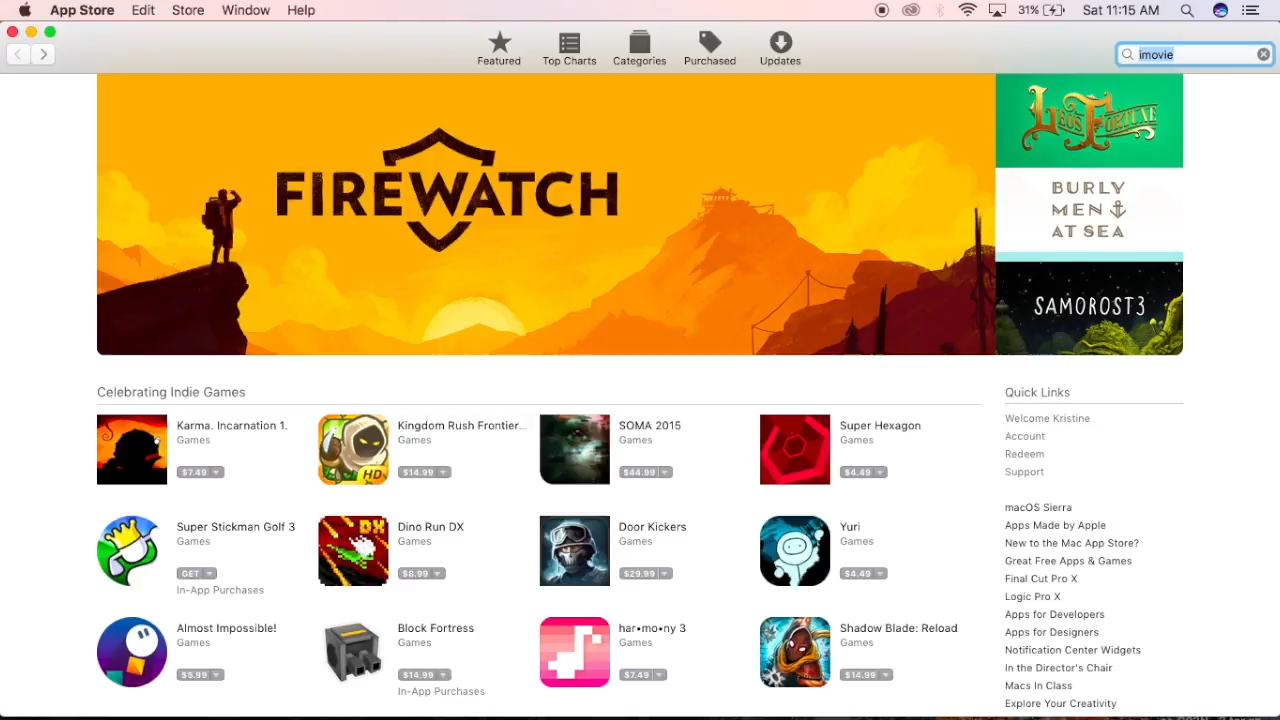 App Store Edit Store Window Help 31% Sat 11:15 AM
Featured Top Charts Categories Purchased Updates
imovie
FIREWATCH
LEO'S FORTUNE
BURLY
MEN
AT SEA
SAMOROST3
Celebrating Indie Games
Karma. Incarnation 1.
Games
$7.49
Kingdom Rush Frontier...
Games
$14.99
HD
SOMA 2015
Games
$44.99
Super Hexagon
Games
$4.49
Super Stickman Golf 3
Games
GET
In-App Purchases
DX
Dino Run DX
Games
$8.99
Door Kickers
Games
$29.99
Yuri
Games
$4.49
Almost Impossible!
Games
$5.99
Block Fortress
Games
$14.99
In-App Purchases
har•mo•ny 3
Games
$7.49
Shadow Blade: Reload
Games
$14.99
Quick Links
Welcome Kristine
Account
Redeem
Support
macOS Sierra
Apps Made by Apple
New to the Mac App Store?
Great Free Apps & Games
Final Cut Pro X
Logic Pro X
Apps for Developers
Apps for Designers
Notification Center Widgets
In the Director's Chair
Macs In Class
Explore Your Creativity